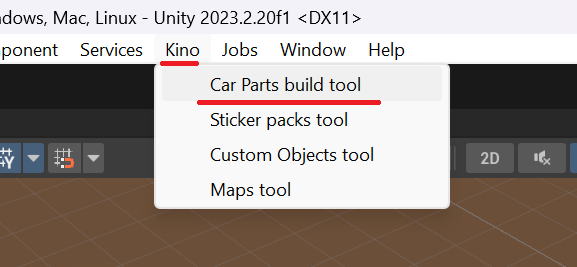 ndows, Mac, Linux - Unity 2023.2.20f1 <DX11>
ponent Services Kino Jobs Window Help
Car Parts build tool
Sticker packs tool
Custom Objects tool
Maps tool
Y 2D